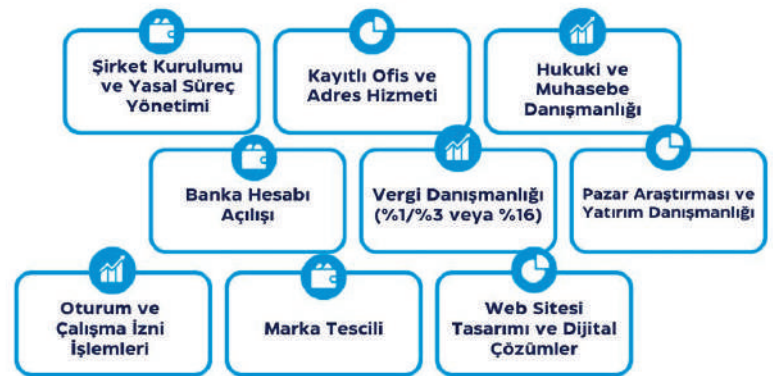 Şirket Kurulumu
ve Yasal Süreç
Yönetimi
Kayıtlı Ofis ve
Adres Hizmeti
Hukuki ve
Muhasebe
Danışmanlığı
Banka Hesabı
Açılışı
Vergi Danışmanlığı
(%1/%3 veya %16)
Pazar Araştırması ve
Yatırım Danışmanlığı
Oturum ve
Çalışma İzni
İşlemleri
Marka Tescili
Web Sitesi
Tasarımı ve Dijital
Çözümler